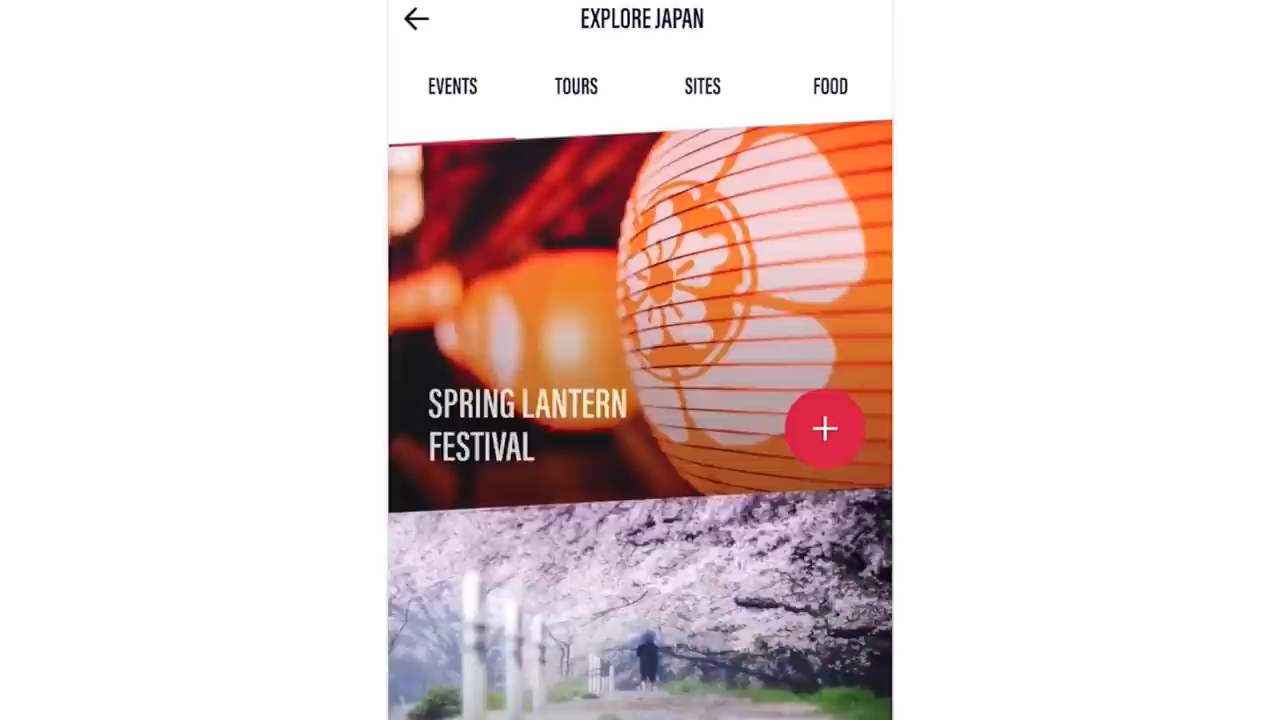 EXPLORE JAPAN
EVENTS TOURS SITES FOOD
SPRING LANTERN
FESTIVAL